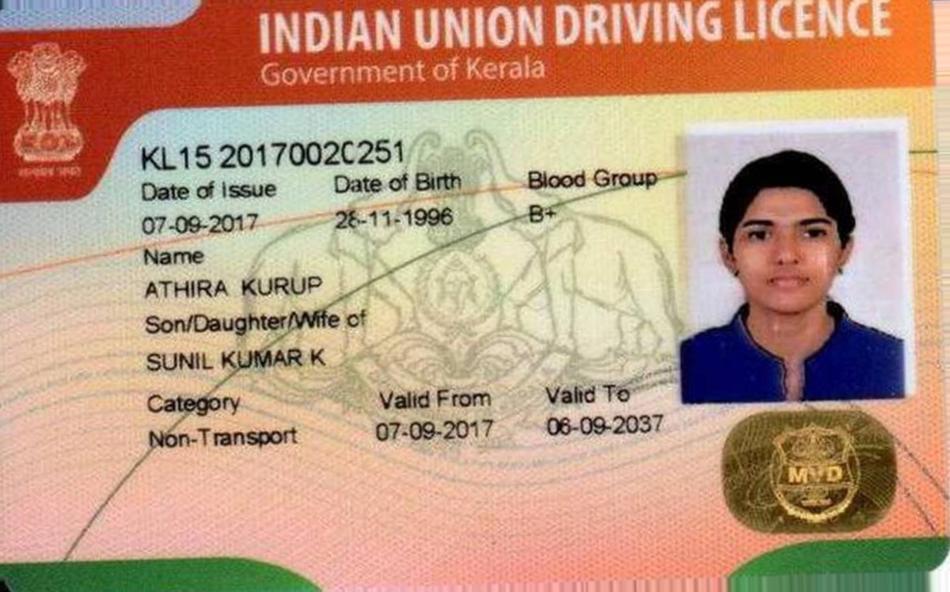 INDIAN UNION DRIVING LICENCE
Government of Kerala
KL15 20170020251
Date of Issue Date of Birth Blood Group
07-09-2017 28-11-1996 B+
Name
ATHIRA KURUP
Son/Daughter/Wife of
SUNIL KUMAR K
Category Valid From Valid To
Non-Transport 07-09-2017 06-09-2037
MVD